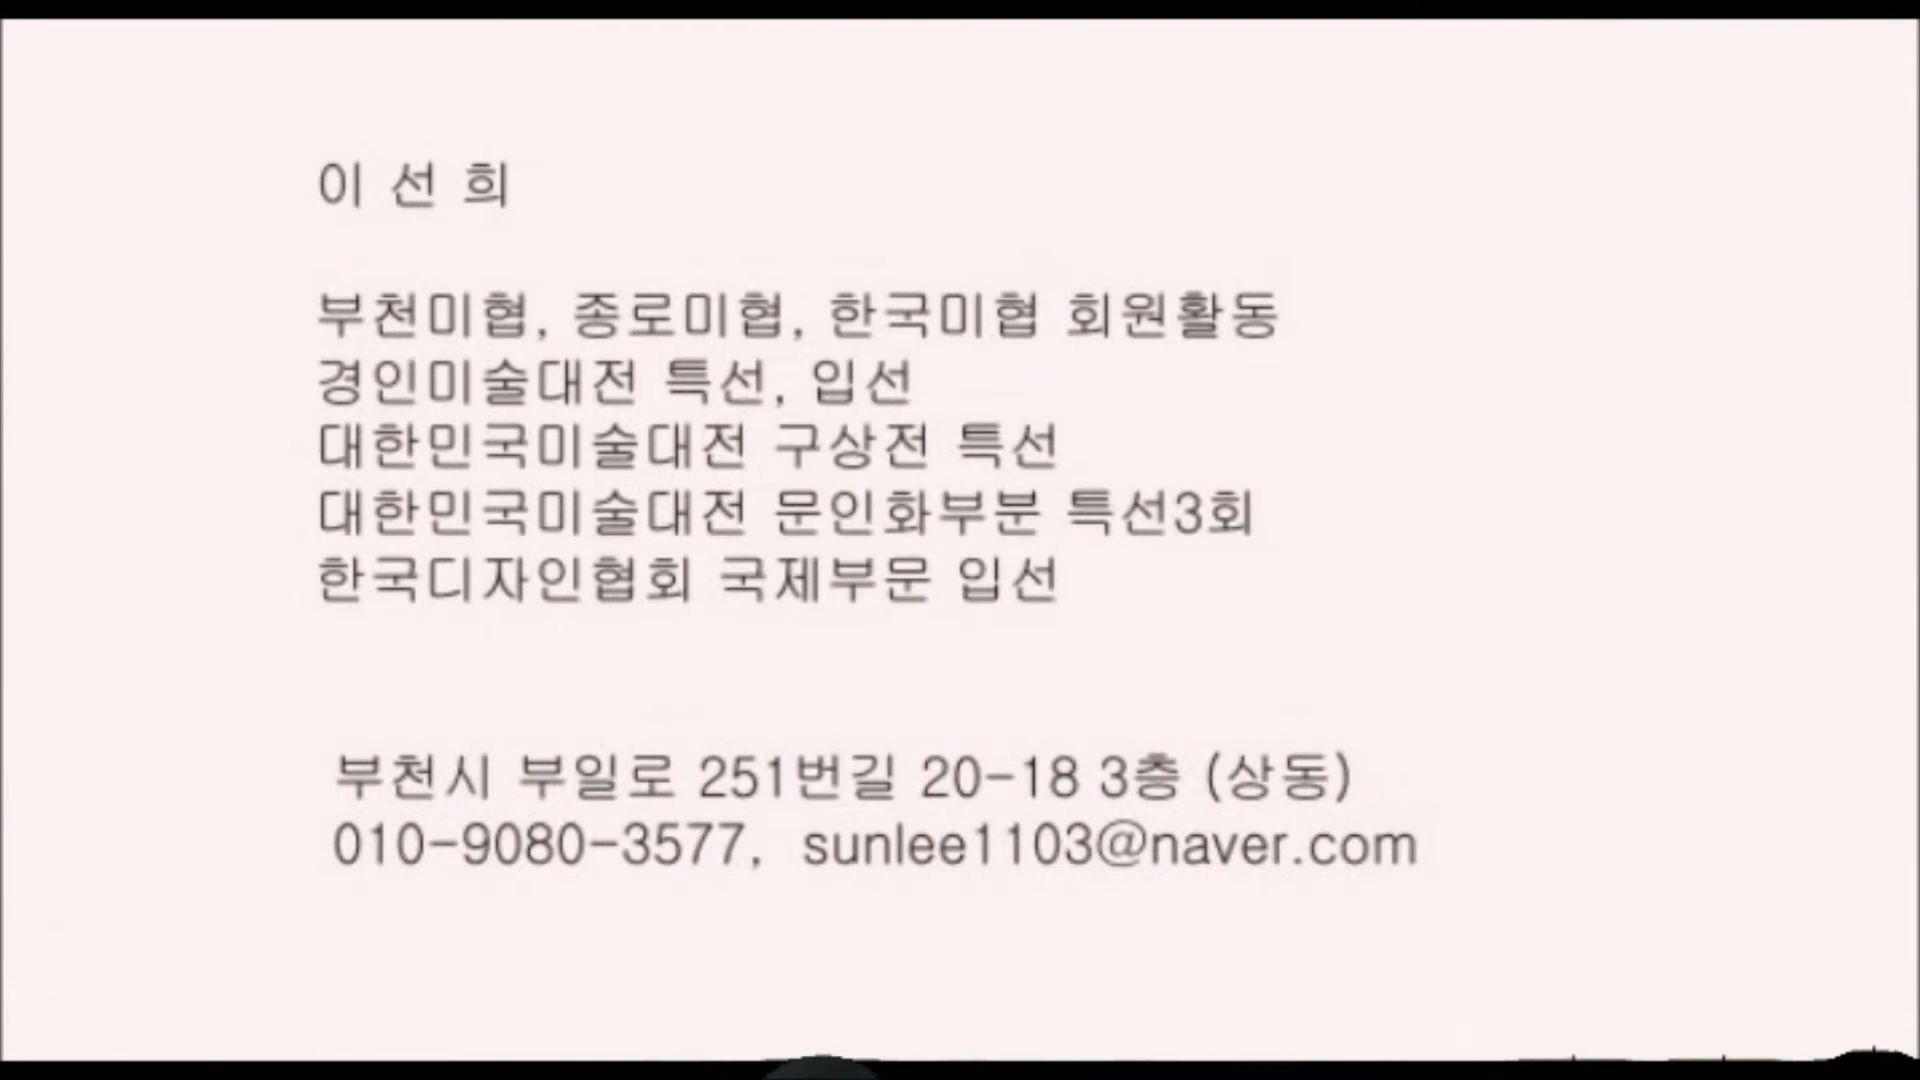 이 선 희
부천미협, 종로미협, 한국미협 회원활동
경인미술대전 특선, 입선
대한민국미술대전 구상전 특선
대한민국미술대전 문인화부분 특선3회
한국디자인협회 국제부문 입선
부천시 부일로 251번길 20-18 3층 (상동)
010-9080-3577, sunlee1103@naver.com